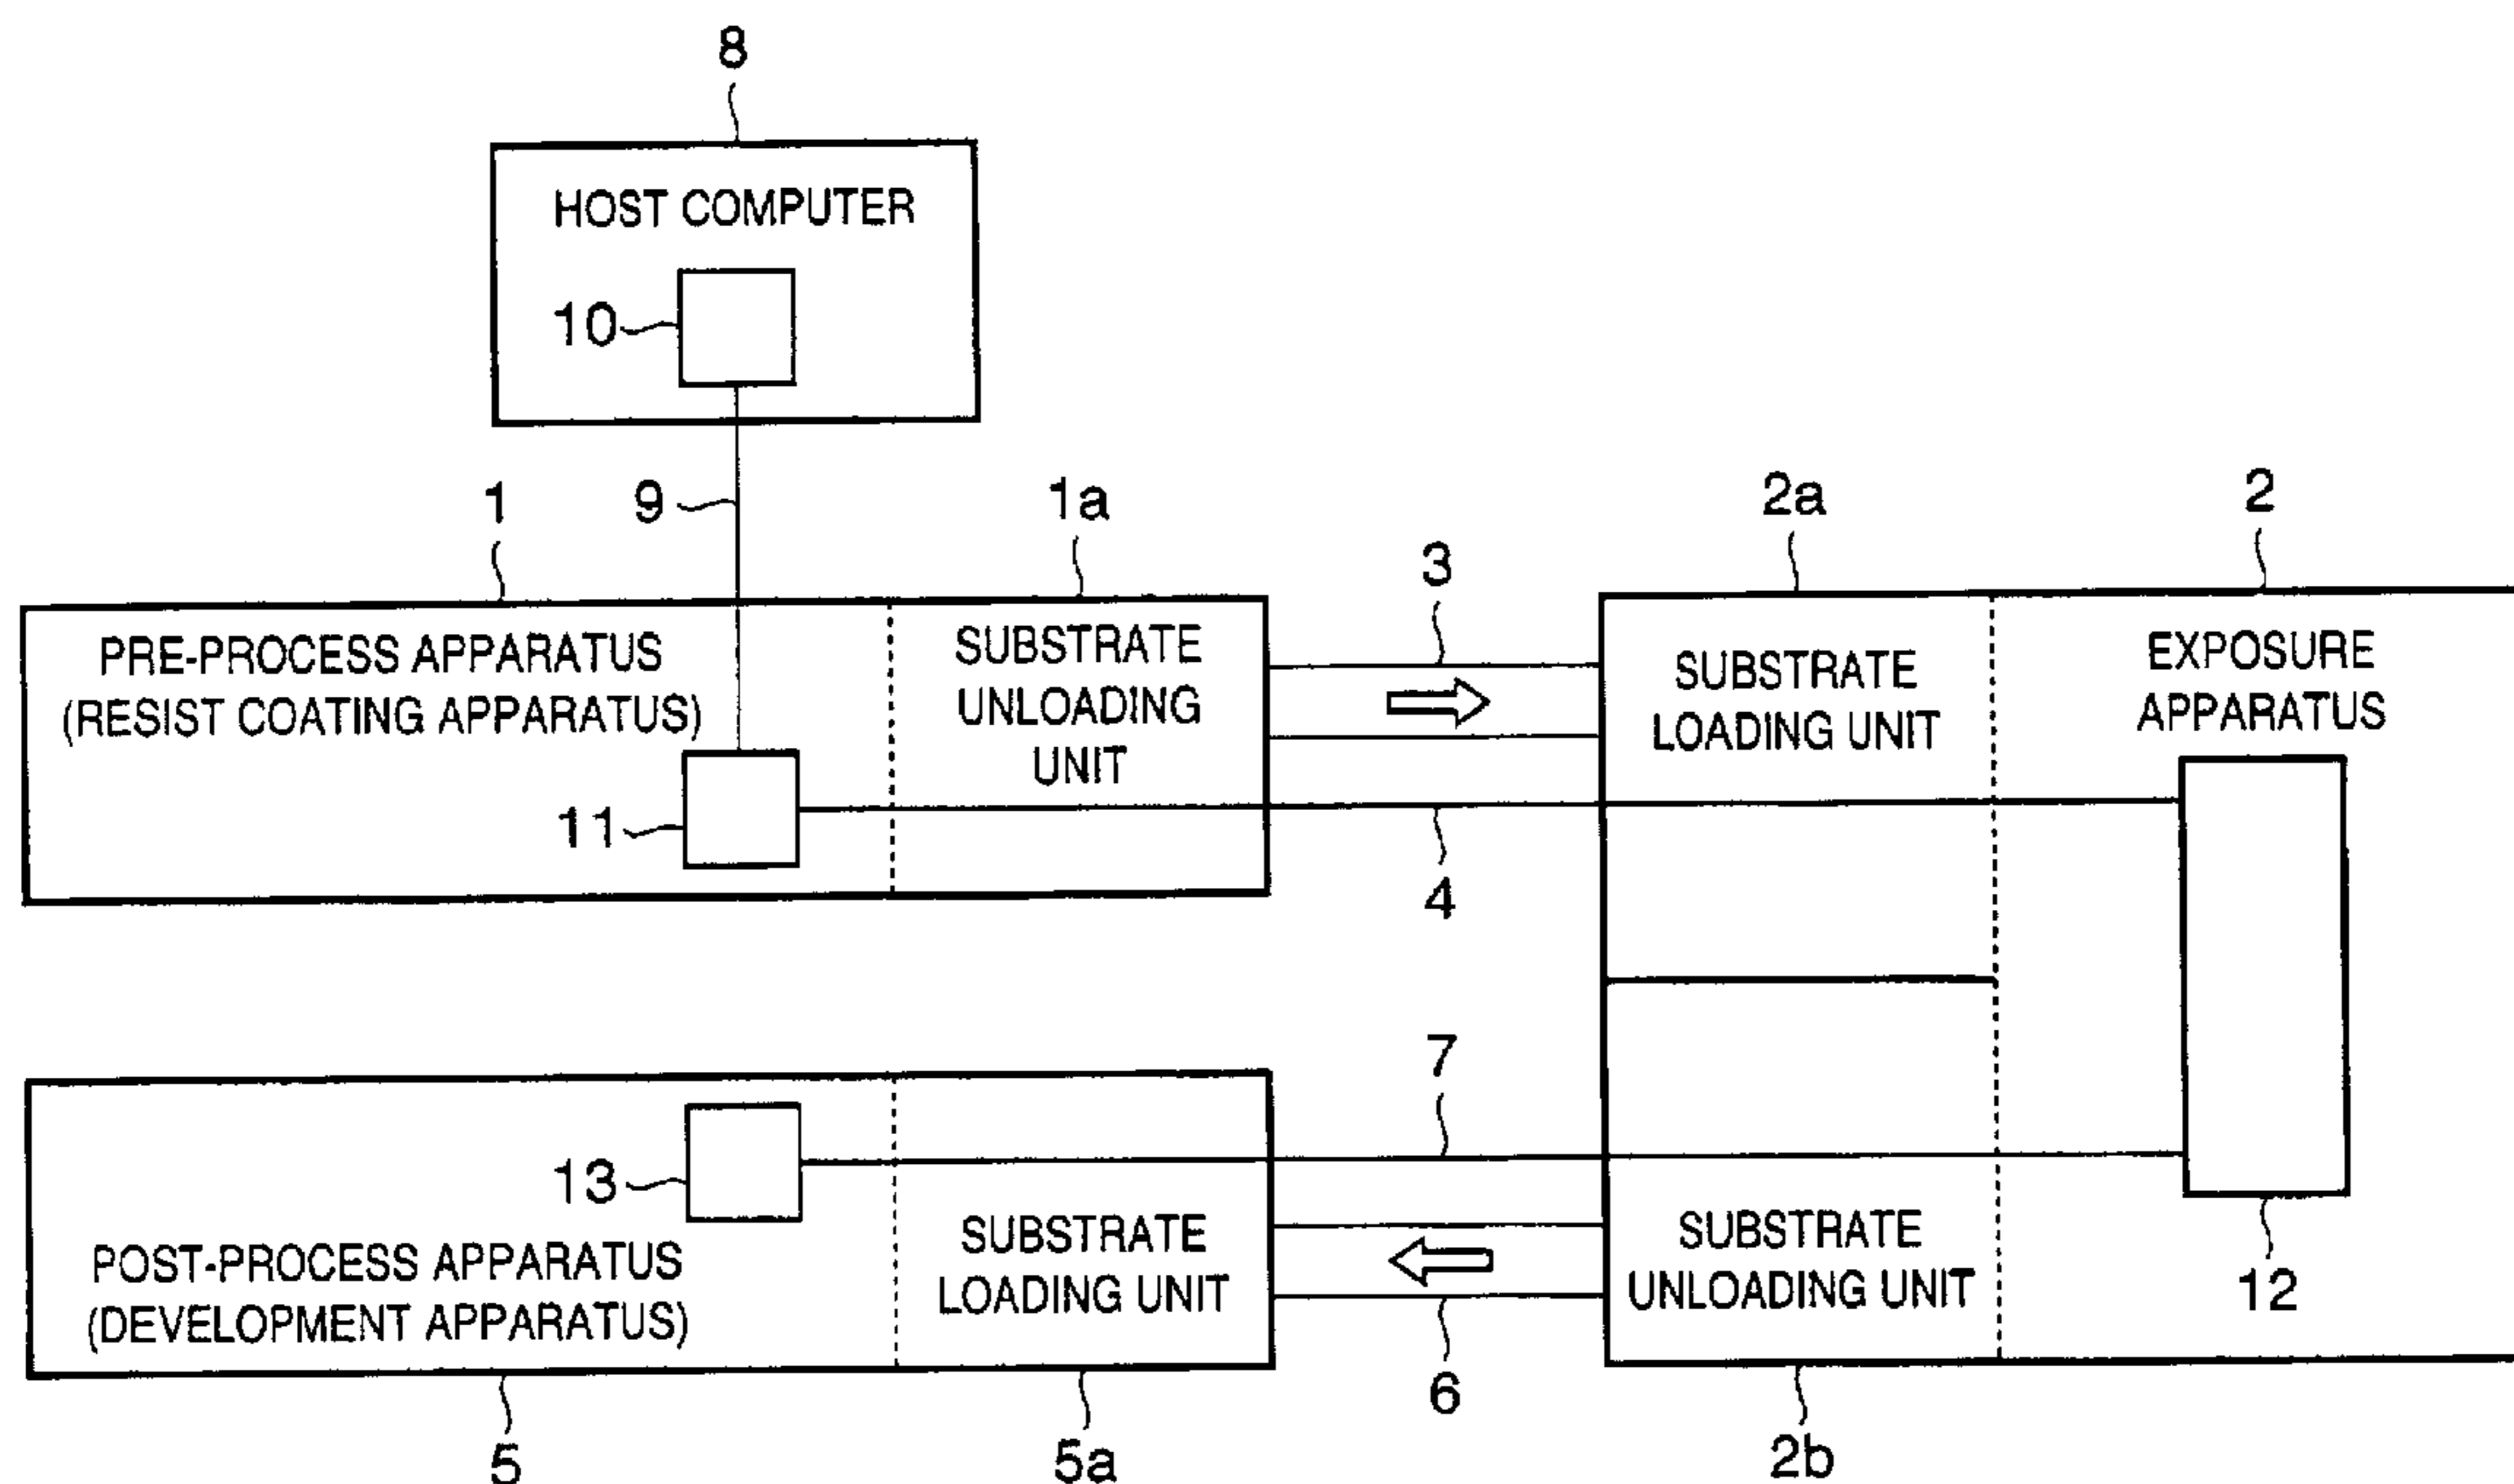 8
HOST COMPUTER
10
1
9
1a
2a
2
3
PRE-PROCESS APPARATUS
(RESIST COATING APPARATUS)
SUBSTRATE
UNLOADING
UNIT
SUBSTRATE
LOADING UNIT
EXPOSURE
APPARATUS
11
4
7
13
POST-PROCESS APPARATUS
(DEVELOPMENT APPARATUS)
SUBSTRATE
LOADING UNIT
SUBSTRATE
UNLOADING UNIT
12
5
5a
6
2b